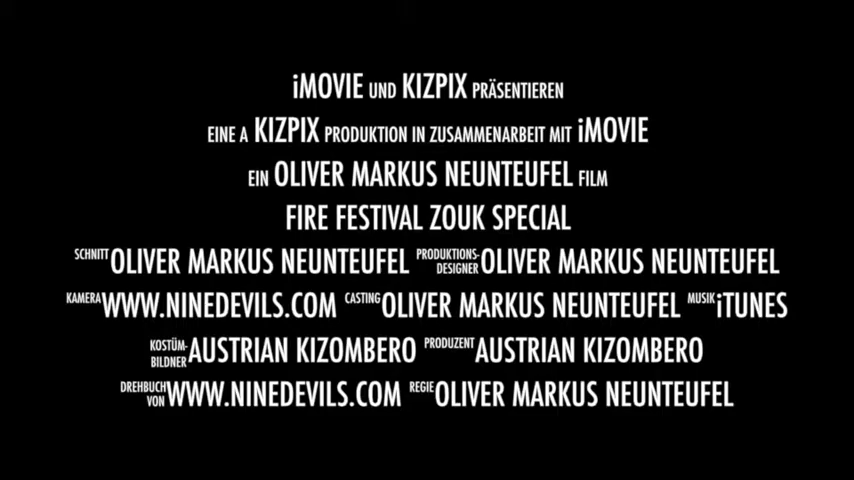 iMOVIE UND KIZPIX PRÄSENTIEREN
EINE A KIZPIX PRODUKTION IN ZUSAMMENARBEIT MIT iMOVIE
EIN OLIVER MARKUS NEUNTEUFEL FILM
FIRE FESTIVAL ZOUK SPECIAL
SCHNITT OLIVER MARKUS NEUNTEUFEL PRODUKTIONS-DESIGNER OLIVER MARKUS NEUNTEUFEL
KAMERA WWW.NINEDEVILS.COM CASTING OLIVER MARKUS NEUNTEUFEL MUSIK iTUNES
KOSTÜM-BILDNER AUSTRIAN KIZOMBERO PRODUZENT AUSTRIAN KIZOMBERO
DREHBUCH VON WWW.NINEDEVILS.COM REGIE OLIVER MARKUS NEUNTEUFEL